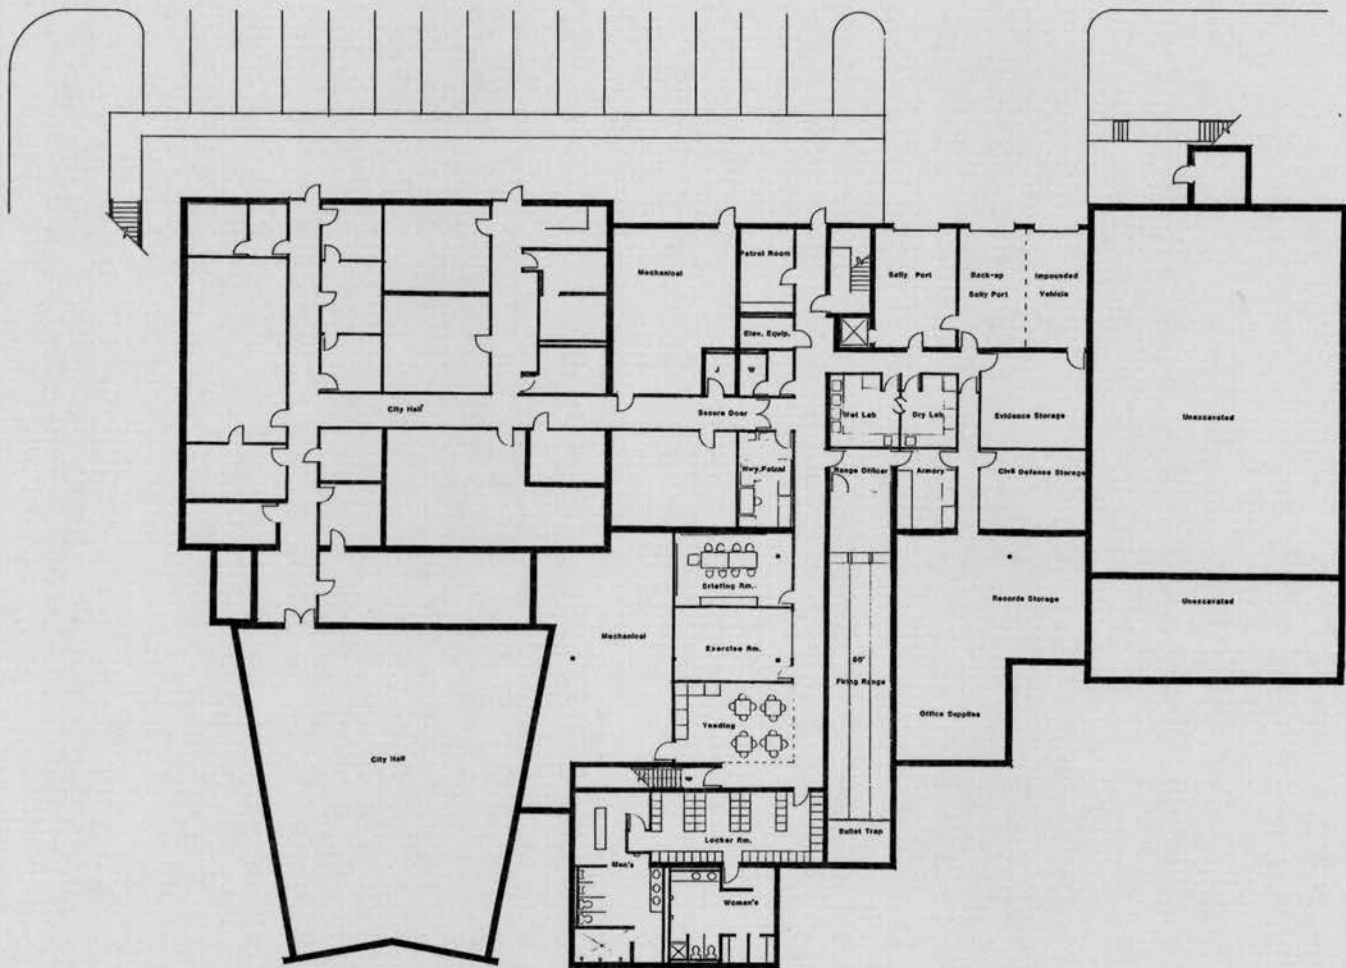 Patrol Room
Mechanical
Sally Port
Back-up
Sally Port
Impounded
Vehicle
Elev. Equip.
J
W
City Hall
Secure Door
Wet Lab
Dry Lab
Evidence Storage
Unexcavated
Hwy. Patrol
Range Officer
Armory
Civil Defense Storage
Briefing Rm.
Records Storage
Unexcavated
Mechanical
Exercise Rm.
60'
Firing Range
Vending
Office Supplies
City Hall
Bullet Trap
Locker Rm.
Men's
Women's